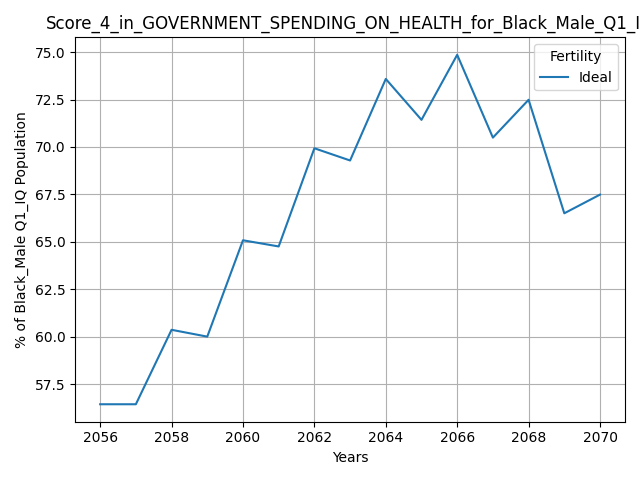 Score_4_in_GOVERNMENT_SPENDING_ON_HEALTH_for_Black_Male_Q1_I
Fertility
Ideal
75.0
72.5
70.0
67.5
65.0
62.5
60.0
57.5
% of Black_Male Q1_IQ Population
2056 2058 2060 2062 2064 2066 2068 2070
Years